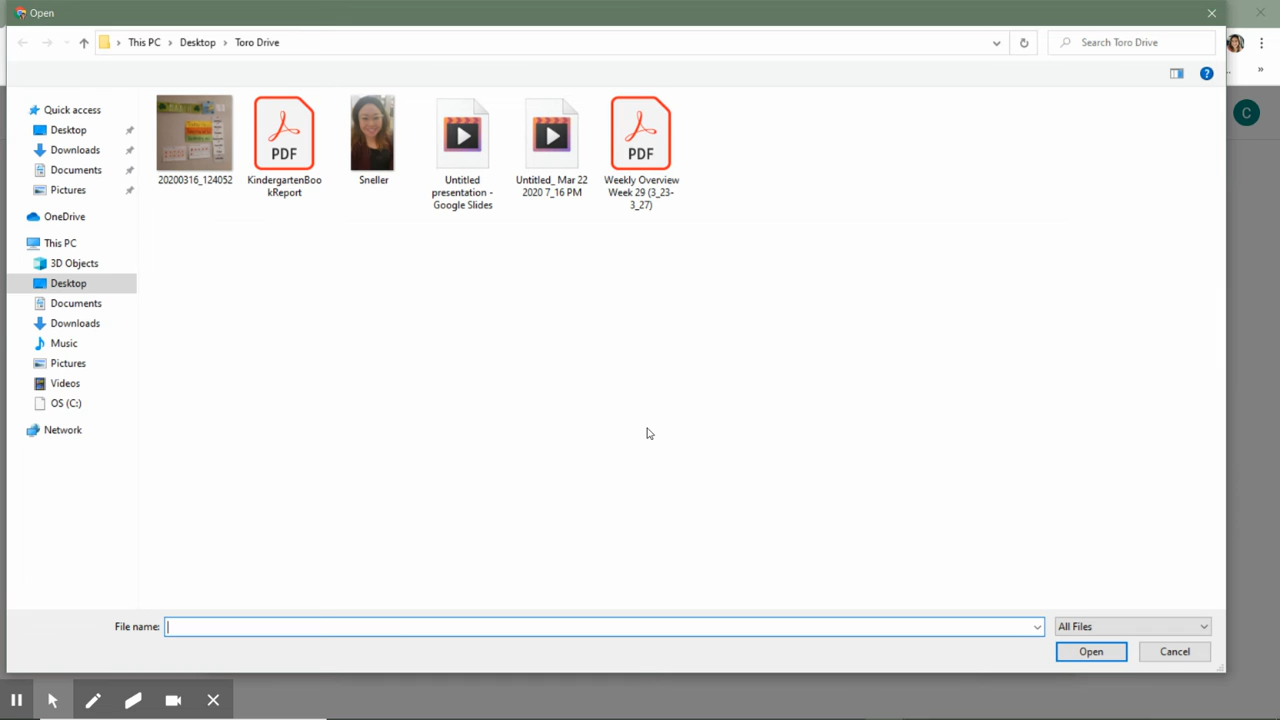 Open
This PC > Desktop > Toro Drive
Search Toro Drive
Quick access
Desktop
Downloads
Documents
Pictures
OneDrive
This PC
3D Objects
Desktop
Documents
Downloads
Music
Pictures
Videos
OS (C:)
Network
20200316_124052
KindergartenBoo
kReport
PDF
Sneller
Untitled
presentation -
Google Slides
Untitled_ Mar 22
2020 7_16 PM
PDF
Weekly Overview
Week 29 (3_23-
3_27)
C
File name:
All Files
Open
Cancel